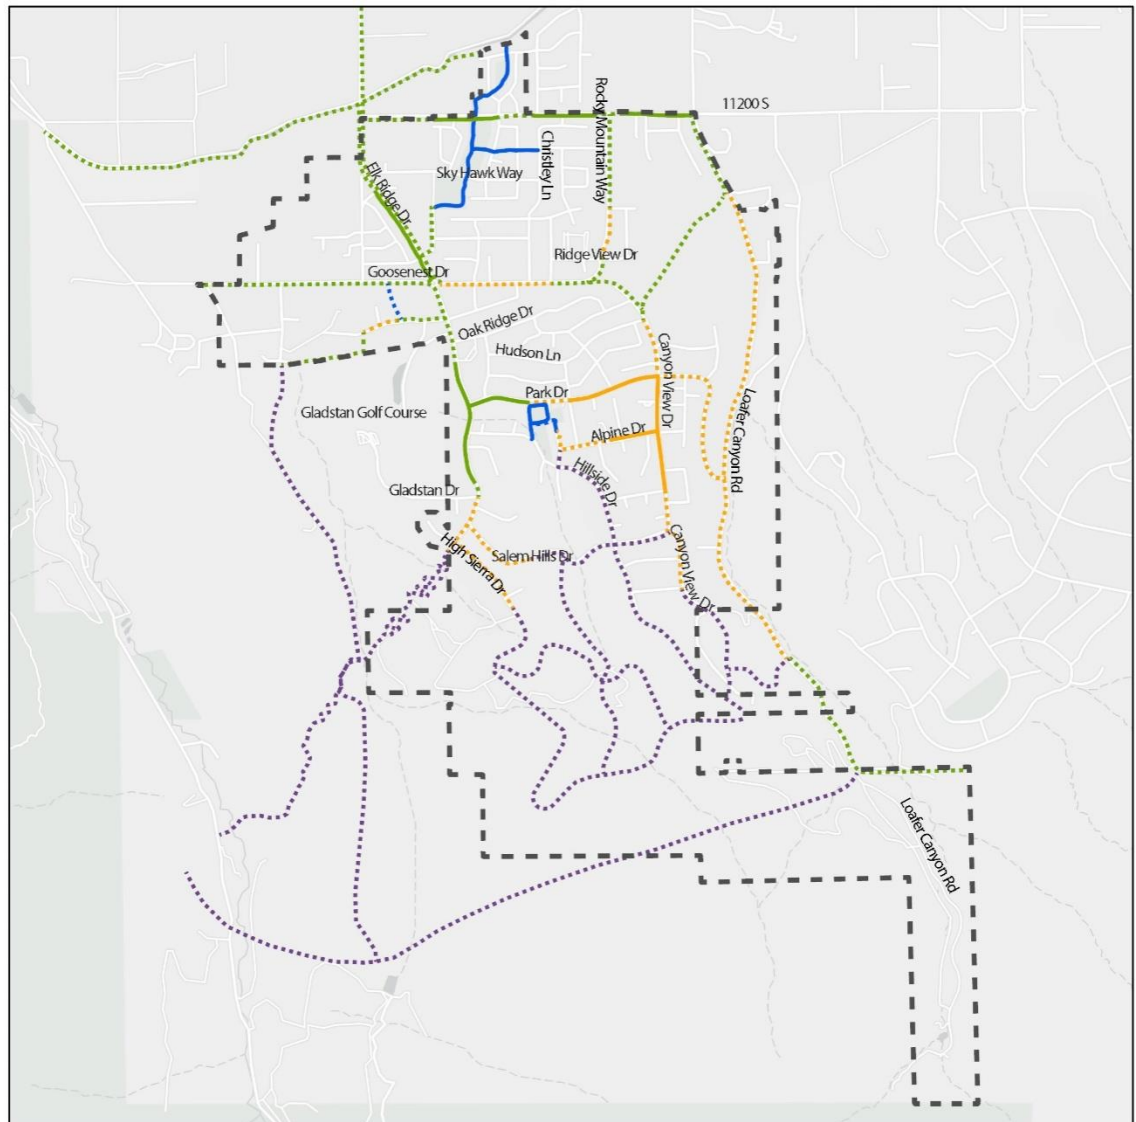 11200 S
Rocky Mountain Way
Christley Ln
Sky Hawk Way
Elk Ridge Dr
Ridge View Dr
Goosenest Dr
Oak Ridge Dr
Hudson Ln
Canyon View Dr
Park Dr
Loafer Canyon Rd
Gladstan Golf Course
Alpine Dr
Hillside Dr
Gladstan Dr
High Sierra Dr
Salem Hills Dr
Canyon View Dr
Loafer Canyon Rd